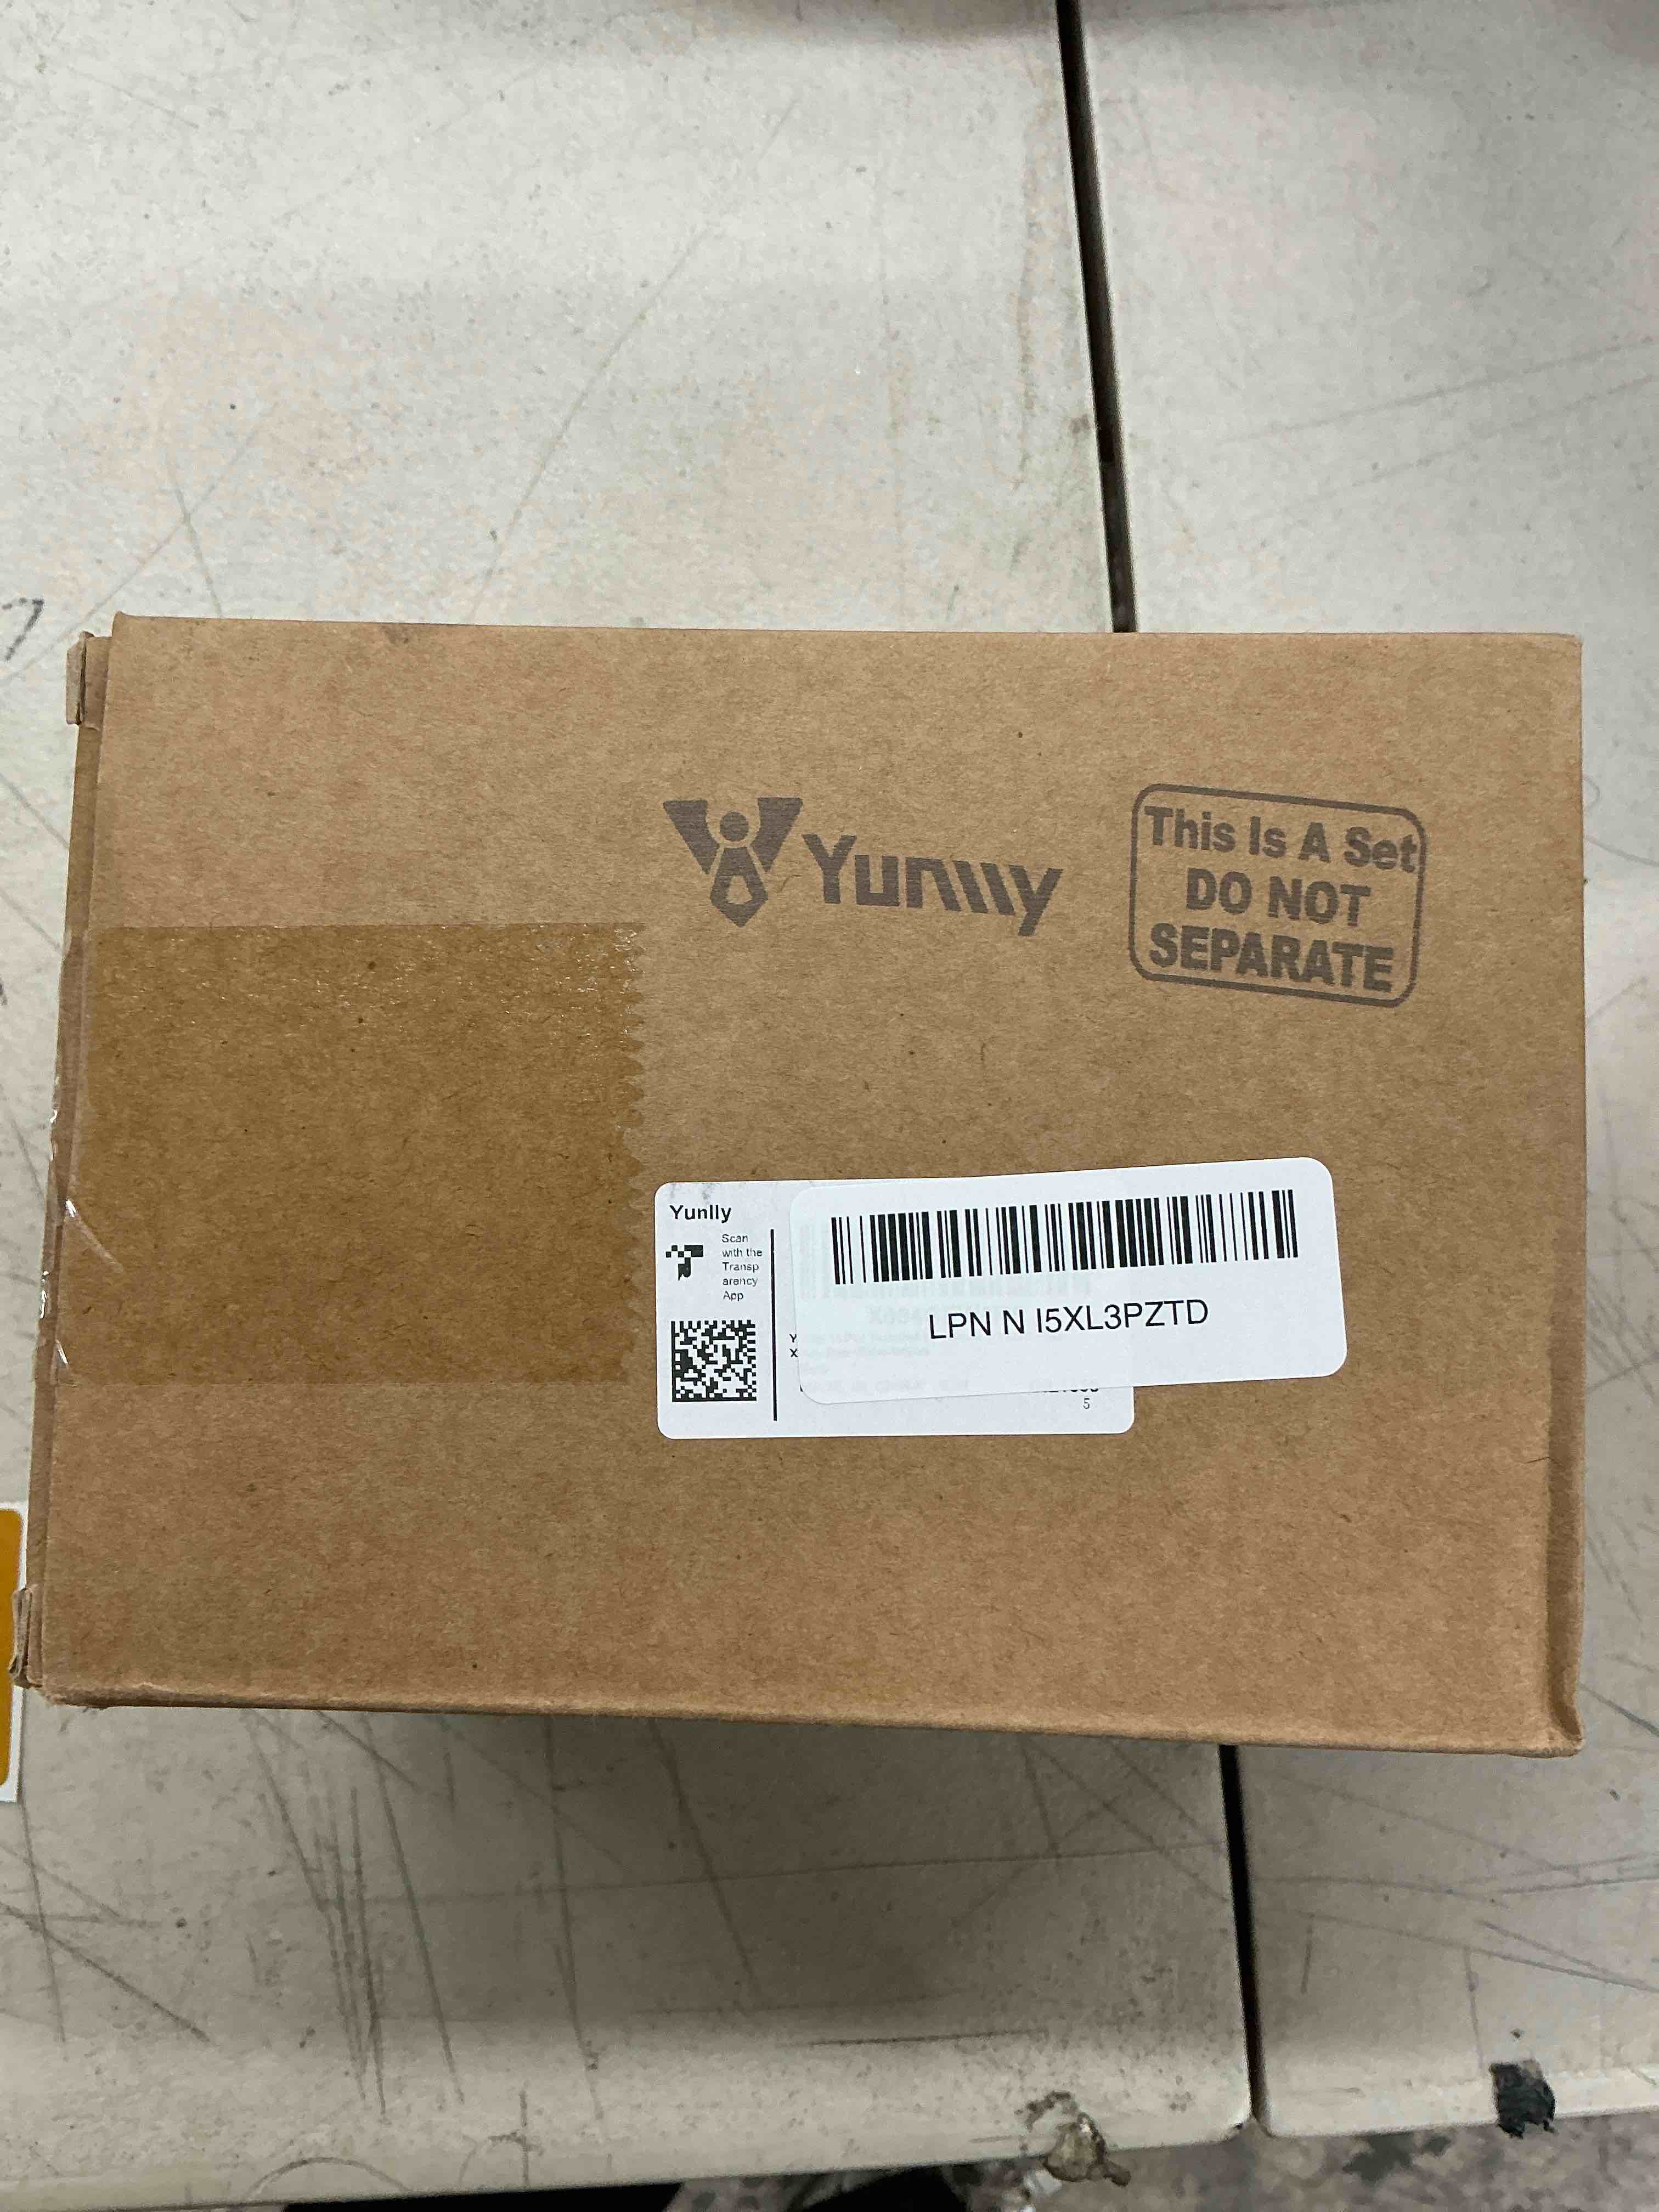 Yunlly
This Is A Set
DO NOT
SEPARATE
Yunlly
Scan
with the
Transp
arency
App
LPN N I5XL3PZTD
Y
X
5